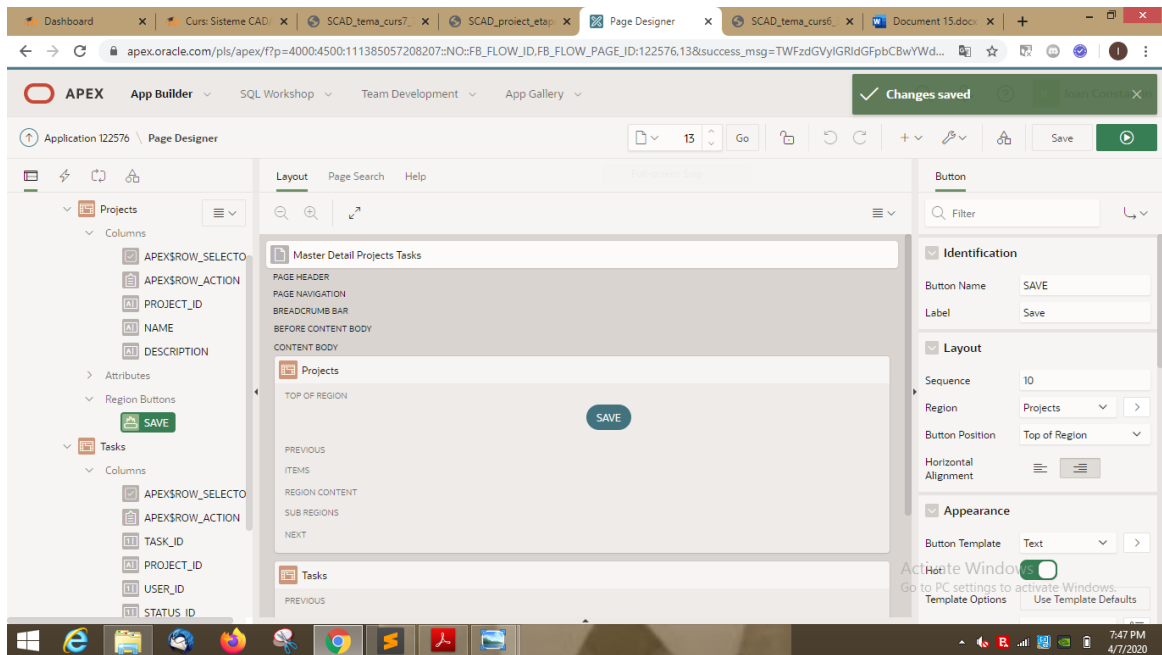 Dashboard
Curs: Sisteme CAD/
SCAD_tema_curs7_
SCAD_proiect_etap
Page Designer
SCAD_tema_curs6_
Document 15.docx
apex.oracle.com/pls/apex/f?p=4000:4500:111385057208207::NO::FB_FLOW_ID,FB_FLOW_PAGE_ID:122576,13&success_msg=TWFzdGVyIGRldGFpbCBwYWd...
I
APEX
App Builder
SQL Workshop
Team Development
App Gallery
Changes saved
Application 122576 \ Page Designer
13
Go
Save
Layout
Page Search
Help
Button
Projects
Columns
APEX$ROW_SELECTO
APEX$ROW_ACTION
PROJECT_ID
NAME
DESCRIPTION
Attributes
Region Buttons
SAVE
Tasks
Columns
APEX$ROW_SELECTO
APEX$ROW_ACTION
TASK_ID
PROJECT_ID
USER_ID
STATUS_ID
Master Detail Projects Tasks
PAGE HEADER
PAGE NAVIGATION
BREADCRUMB BAR
BEFORE CONTENT BODY
CONTENT BODY
Projects
TOP OF REGION
SAVE
PREVIOUS
ITEMS
REGION CONTENT
SUB REGIONS
NEXT
Tasks
PREVIOUS
Filter
Identification
Button Name SAVE
Label Save
Layout
Sequence 10
Region Projects
Button Position Top of Region
Horizontal
Alignment
Appearance
Button Template Text
Hot
Template Options Use Template Defaults
Activate Windows
Go to PC settings to activate Windows.
7:47 PM
4/7/2020